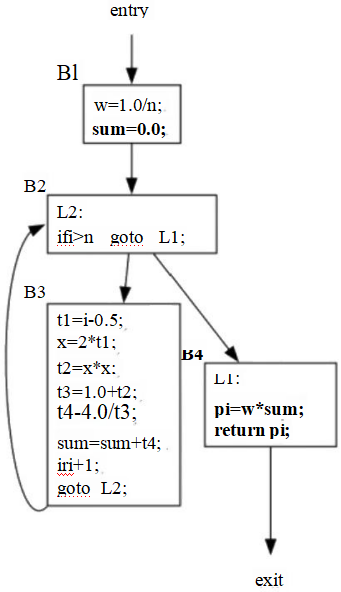 entry
Bl
w=1.0/n;
sum=0.0;
B2
L2:
ifi>n goto L1;
B3
t1=i-0.5;
x=2*t1;
t2=x*x:
t3=1.0+t2;
t4-4.0/t3;
sum=sum+t4;
iri+1;
goto L2;
B4
L1:
pi=w*sum;
return pi;
exit